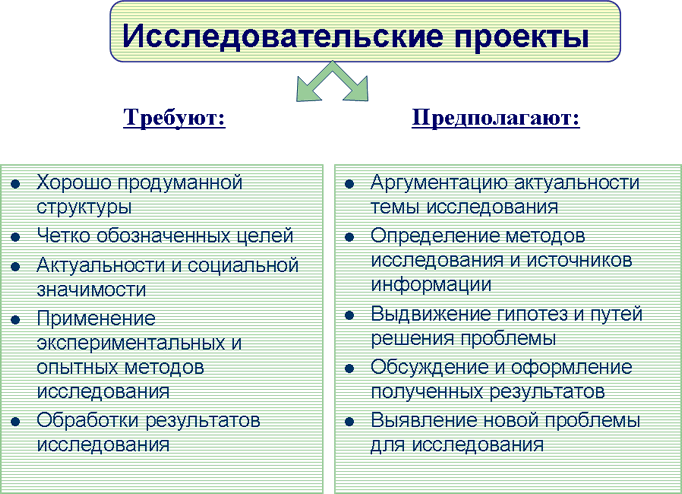 Исследовательские проекты
Требуют:
Хорошо продуманной
структуры
Четко обозначенных целей
Актуальности и социальной
значимости
Применение
экспериментальных и
опытных методов
исследования
Обработки результатов
исследования
Предполагают:
Аргументацию актуальности
темы исследования
Определение методов
исследования и источников
информации
Выдвижение гипотез и путей
решения проблемы
Обсуждение и оформление
полученных результатов
Выявление новой проблемы
для исследования